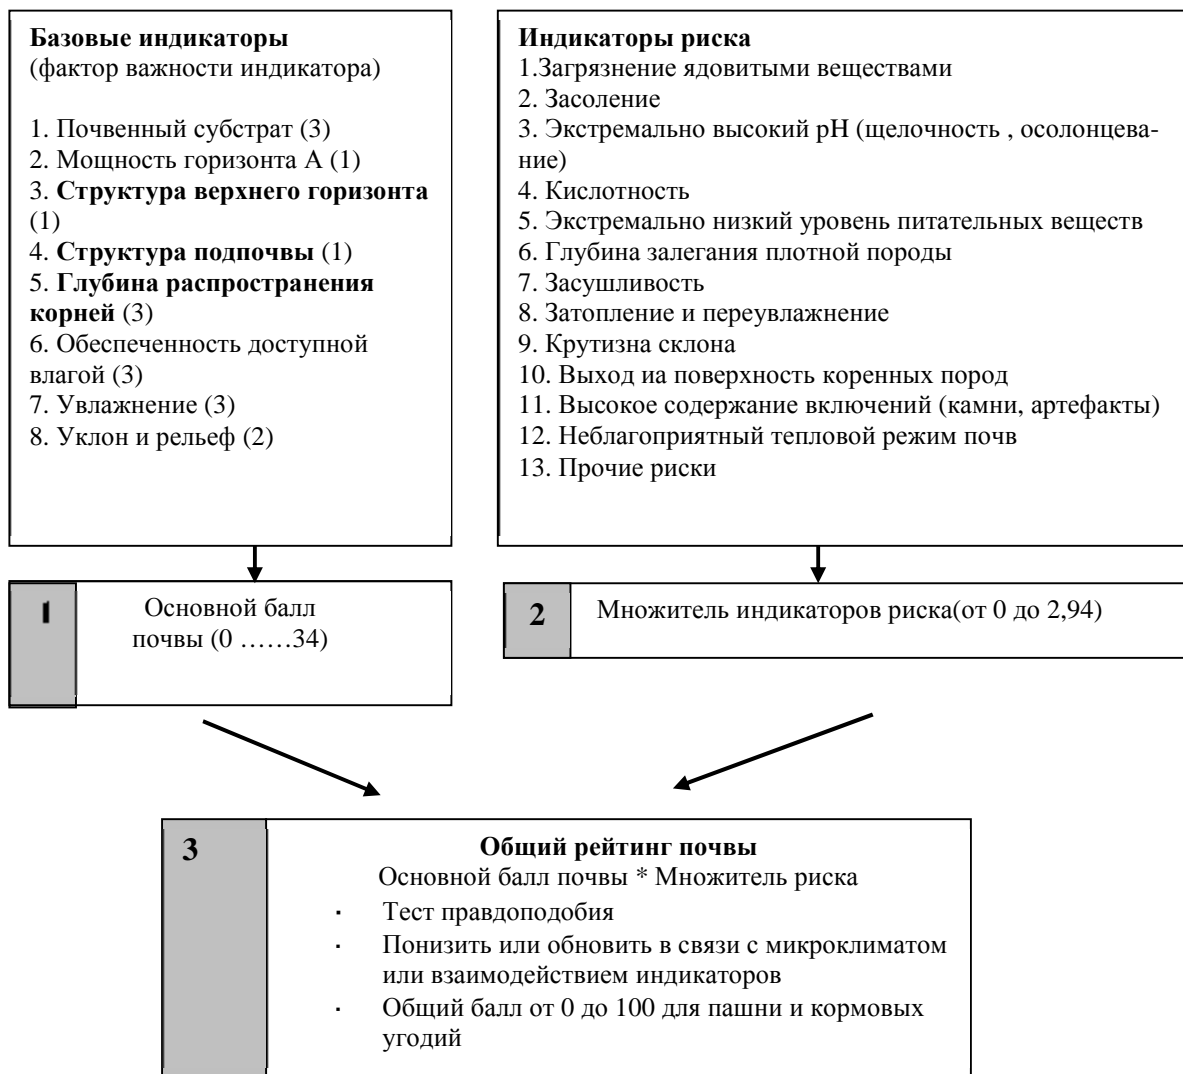 Базовые индикаторы
(фактор важности индикатора)
1. Почвенный субстрат (3)
2. Мощность горизонта А (1)
3. Структура верхнего горизонта
(1)
4. Структура подпочвы (1)
5. Глубина распространения
корней (3)
6. Обеспеченность доступной
влагой (3)
7. Увлажнение (3)
8. Уклон и рельеф (2)
Индикаторы риска
1.Загрязнение ядовитыми веществами
2. Засоление
3. Экстремально высокий pH (щелочность , осолонцева-
ние)
4. Кислотность
5. Экстремально низкий уровень питательных веществ
6. Глубина залегания плотной породы
7. Засушливость
8. Затопление и переувлажнение
9. Крутизна склона
10. Выход иа поверхность коренных пород
11. Высокое содержание включений (камни, артефакты)
12. Неблагоприятный тепловой режим почв
13. Прочие риски
1
Основной балл
почвы (0 ……34)
2
Множитель индикаторов риска(от 0 до 2,94)
3
Общий рейтинг почвы
Основной балл почвы * Множитель риска
· Тест правдоподобия
· Понизить или обновить в связи с микроклиматом
или взаимодействием индикаторов
· Общий балл от 0 до 100 для пашни и кормовых
угодий